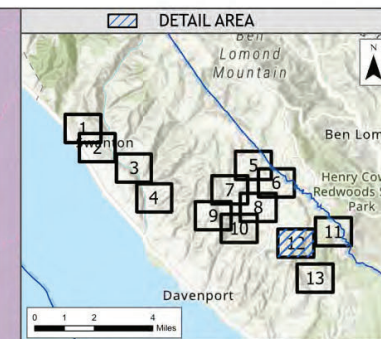 DETAIL AREA
Ben
Lomond
Mountain
N
Ben Lom
1
2
3
4
5
6
7
8
9
10
11
12
13
Henry Cow
Redwoods S
Park
Davenport
0 1 2 4
Miles